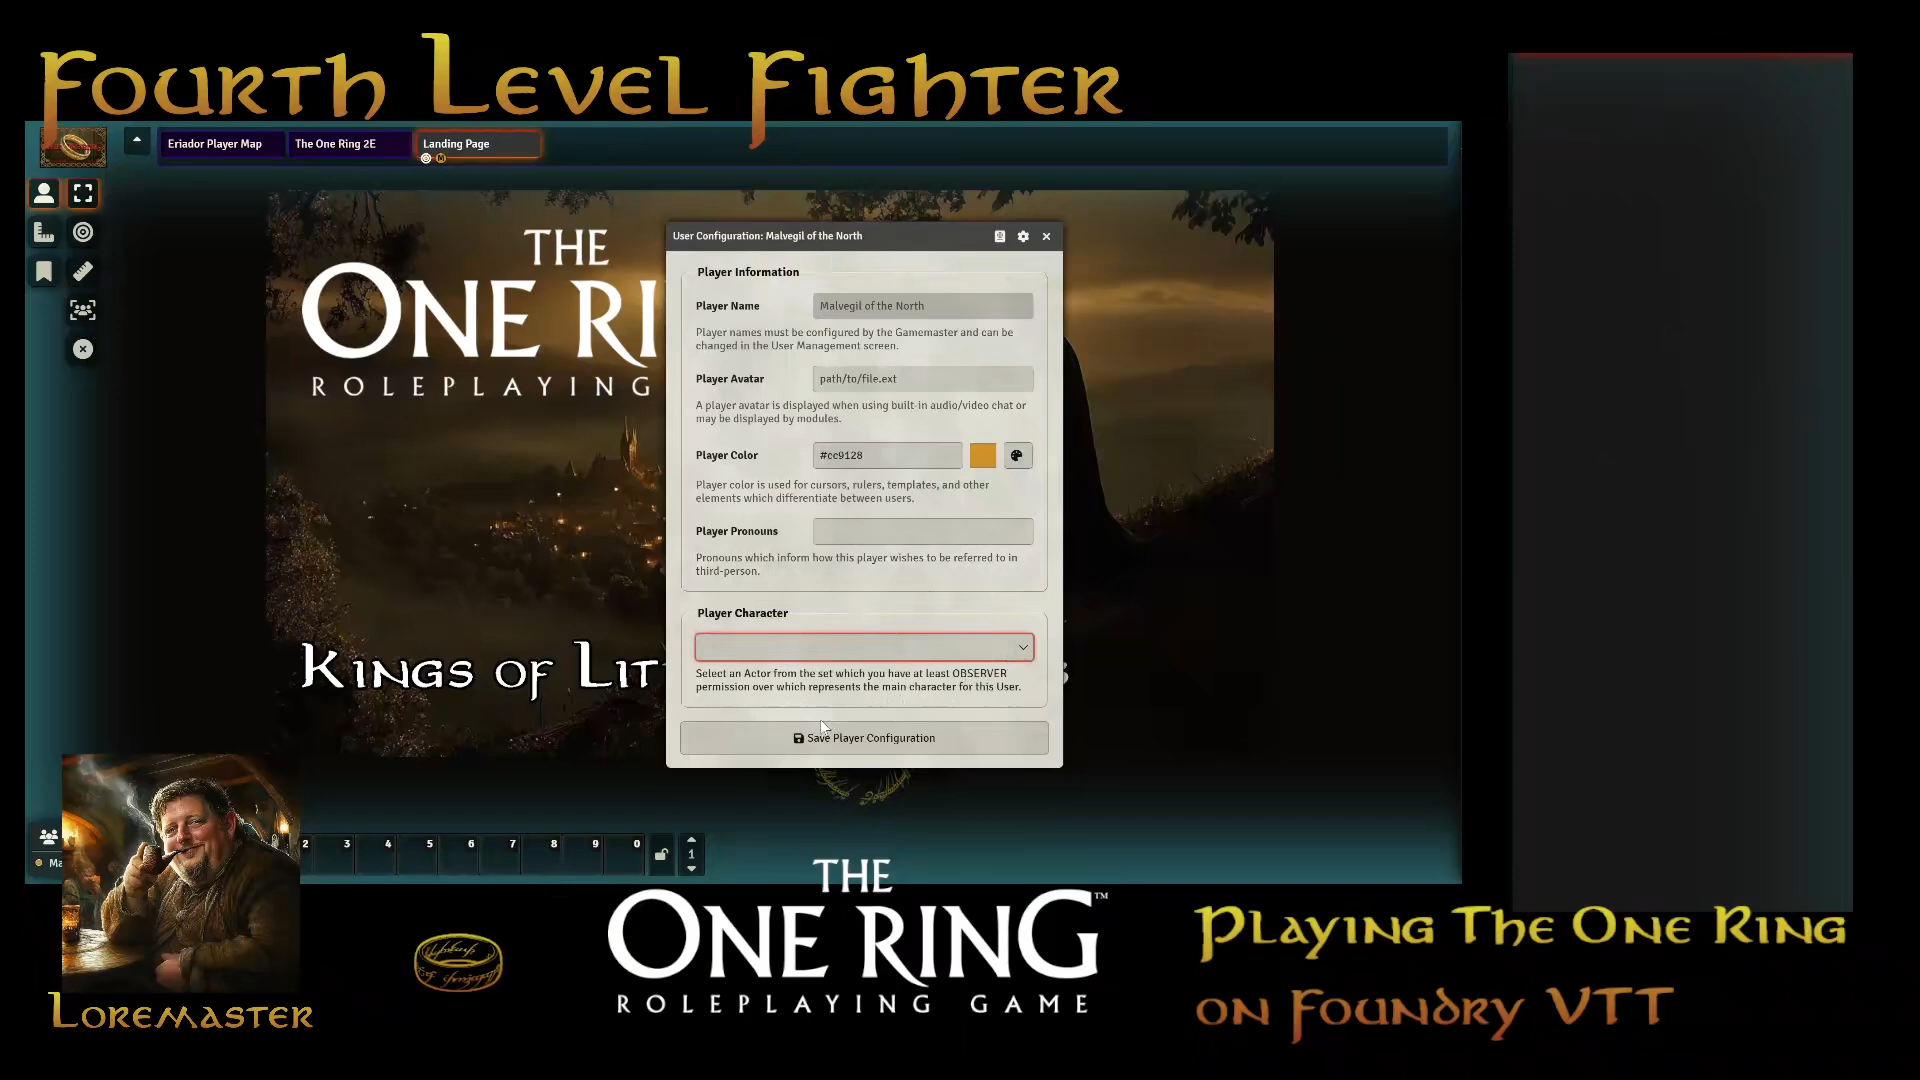 Fourth Level Fighter
Eriador Player Map
The One Ring 2E
Landing Page
M
THE
ONE RI
ROLEPLAYING
Kings of Lit
User Configuration: Malvegil of the North
Player Information
Player Name
Malvegil of the North
Player names must be configured by the Gamemaster and can be
changed in the User Management screen.
Player Avatar
path/to/file.ext
A player avatar is displayed when using built-in audio/video chat or
may be displayed by modules.
Player Color
#cc9128
Player color is used for cursors, rulers, templates, and other
elements which differentiate between users.
Player Pronouns
Pronouns which inform how this player wishes to be referred to in
third-person.
Player Character
Select an Actor from the set which you have at least OBSERVER
permission over which represents the main character for this User.
Save Player Configuration
Ma
2 3 4 5 6 7 8 9 0
1
Loremaster
THE
ONE RING™
ROLEPLAYING GAME
Playing The One Ring
on Foundry VTT